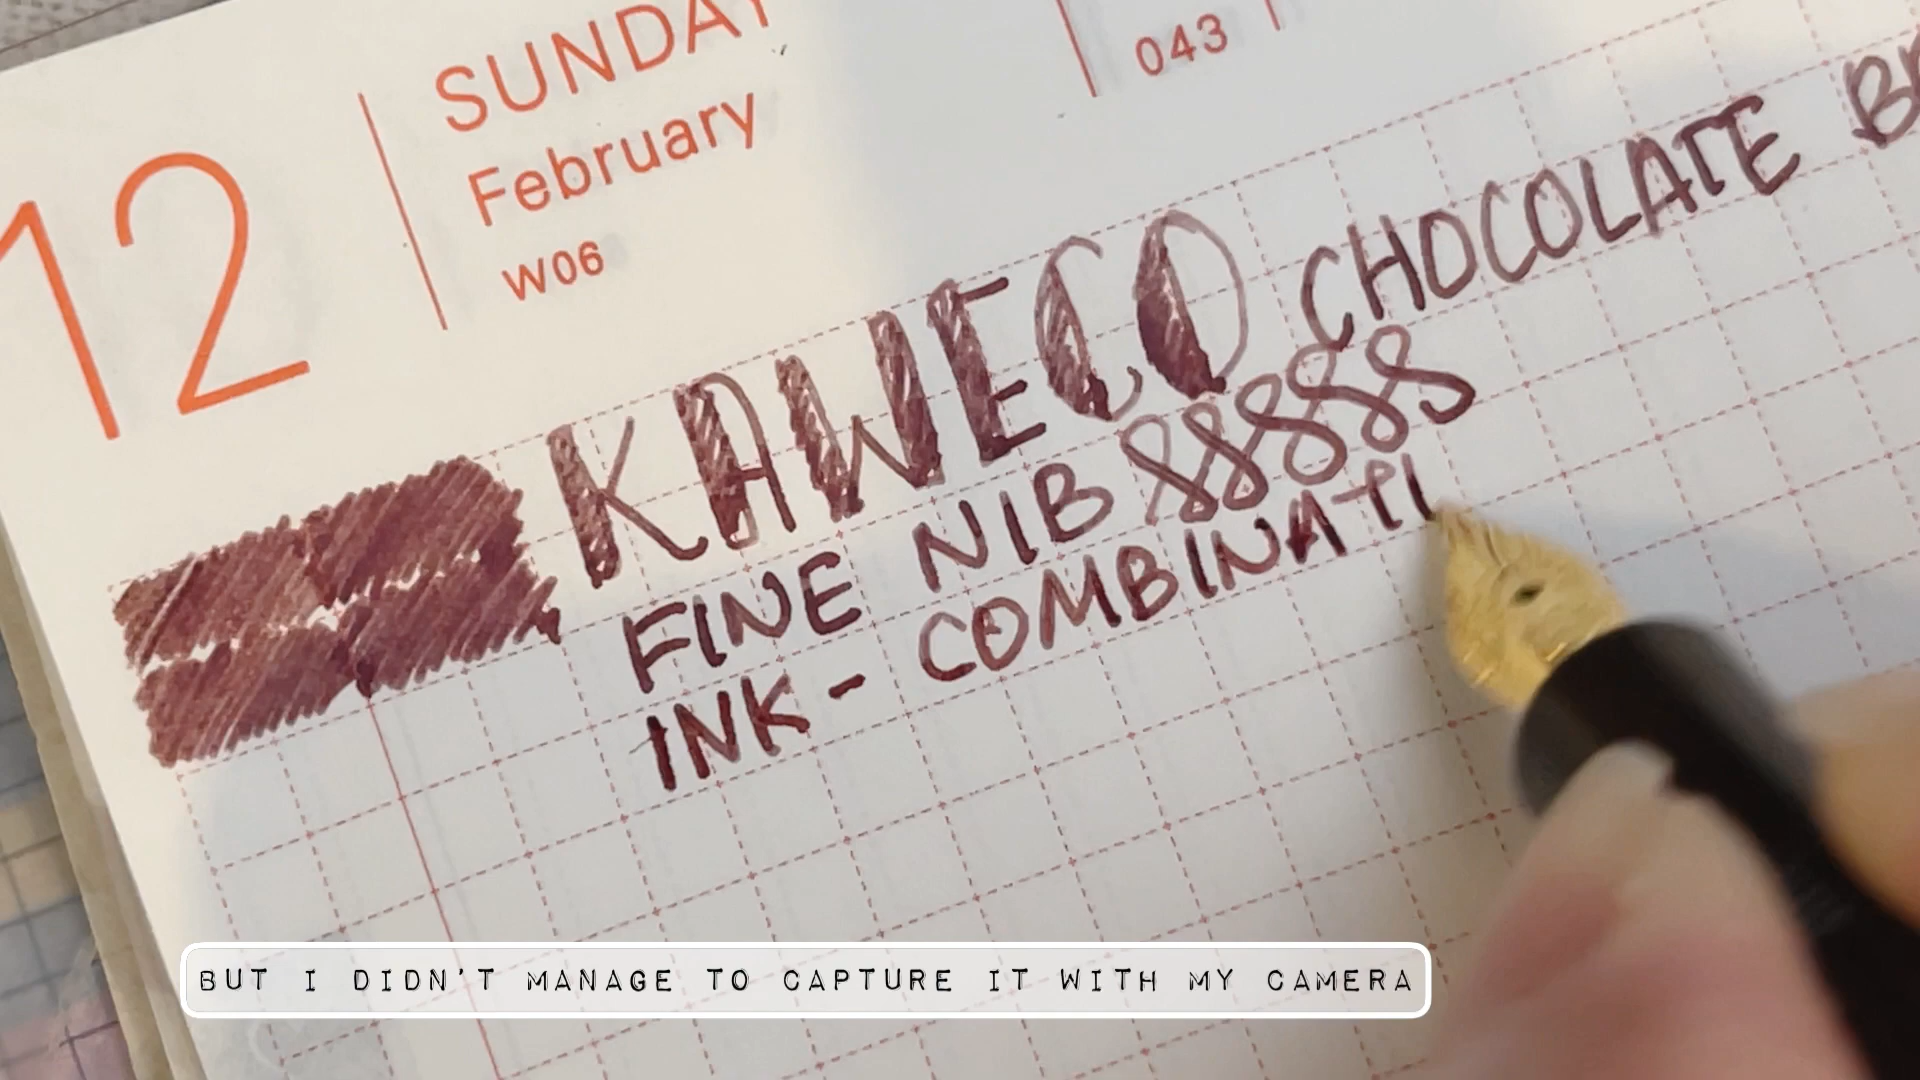 12
SUNDAY
February
W06
043
KAWECO CHOCOLATE BR
FINE NIB 88888
INK - COMBINATI
BUT I DIDN'T MANAGE TO CAPTURE IT WITH MY CAMERA